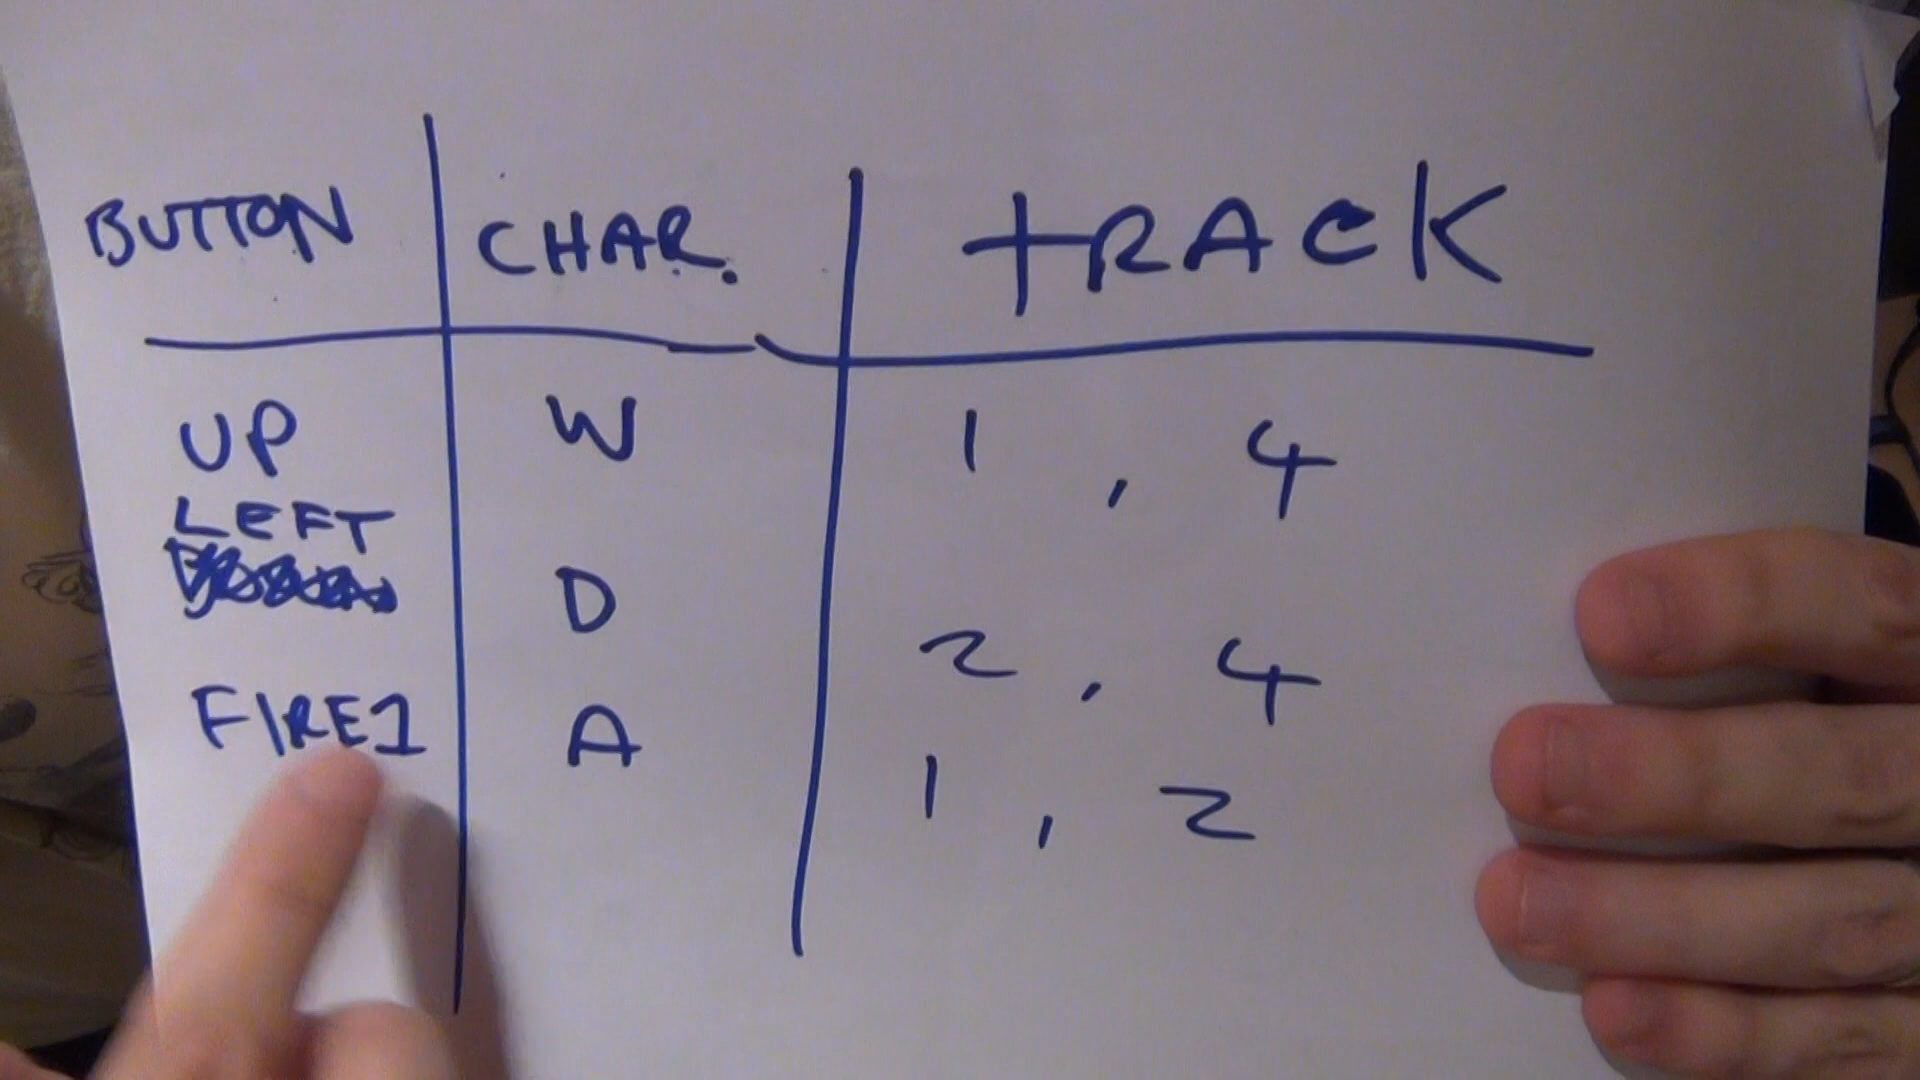 BUTTON CHAR. TRACK
UP W 1 , 4
LEFT
D 2 , 4
FIRE1 A 1 , 2